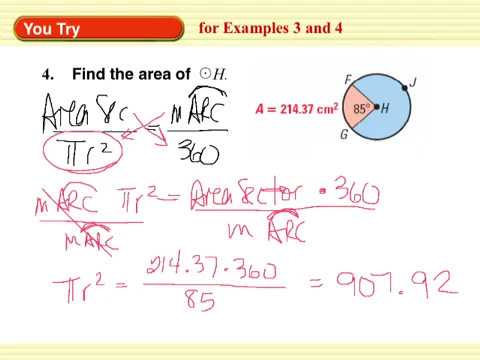 You Try
for Examples 3 and 4
4. Find the area of ⊙H.
Area Sec / πr² = m ARC / 360
A = 214.37 cm²
F
J
85°
H
G
m ARC πr² / m ARC = Area Sector · 360 / m ARC
πr² = 214.37 · 360 / 85 = 907.92